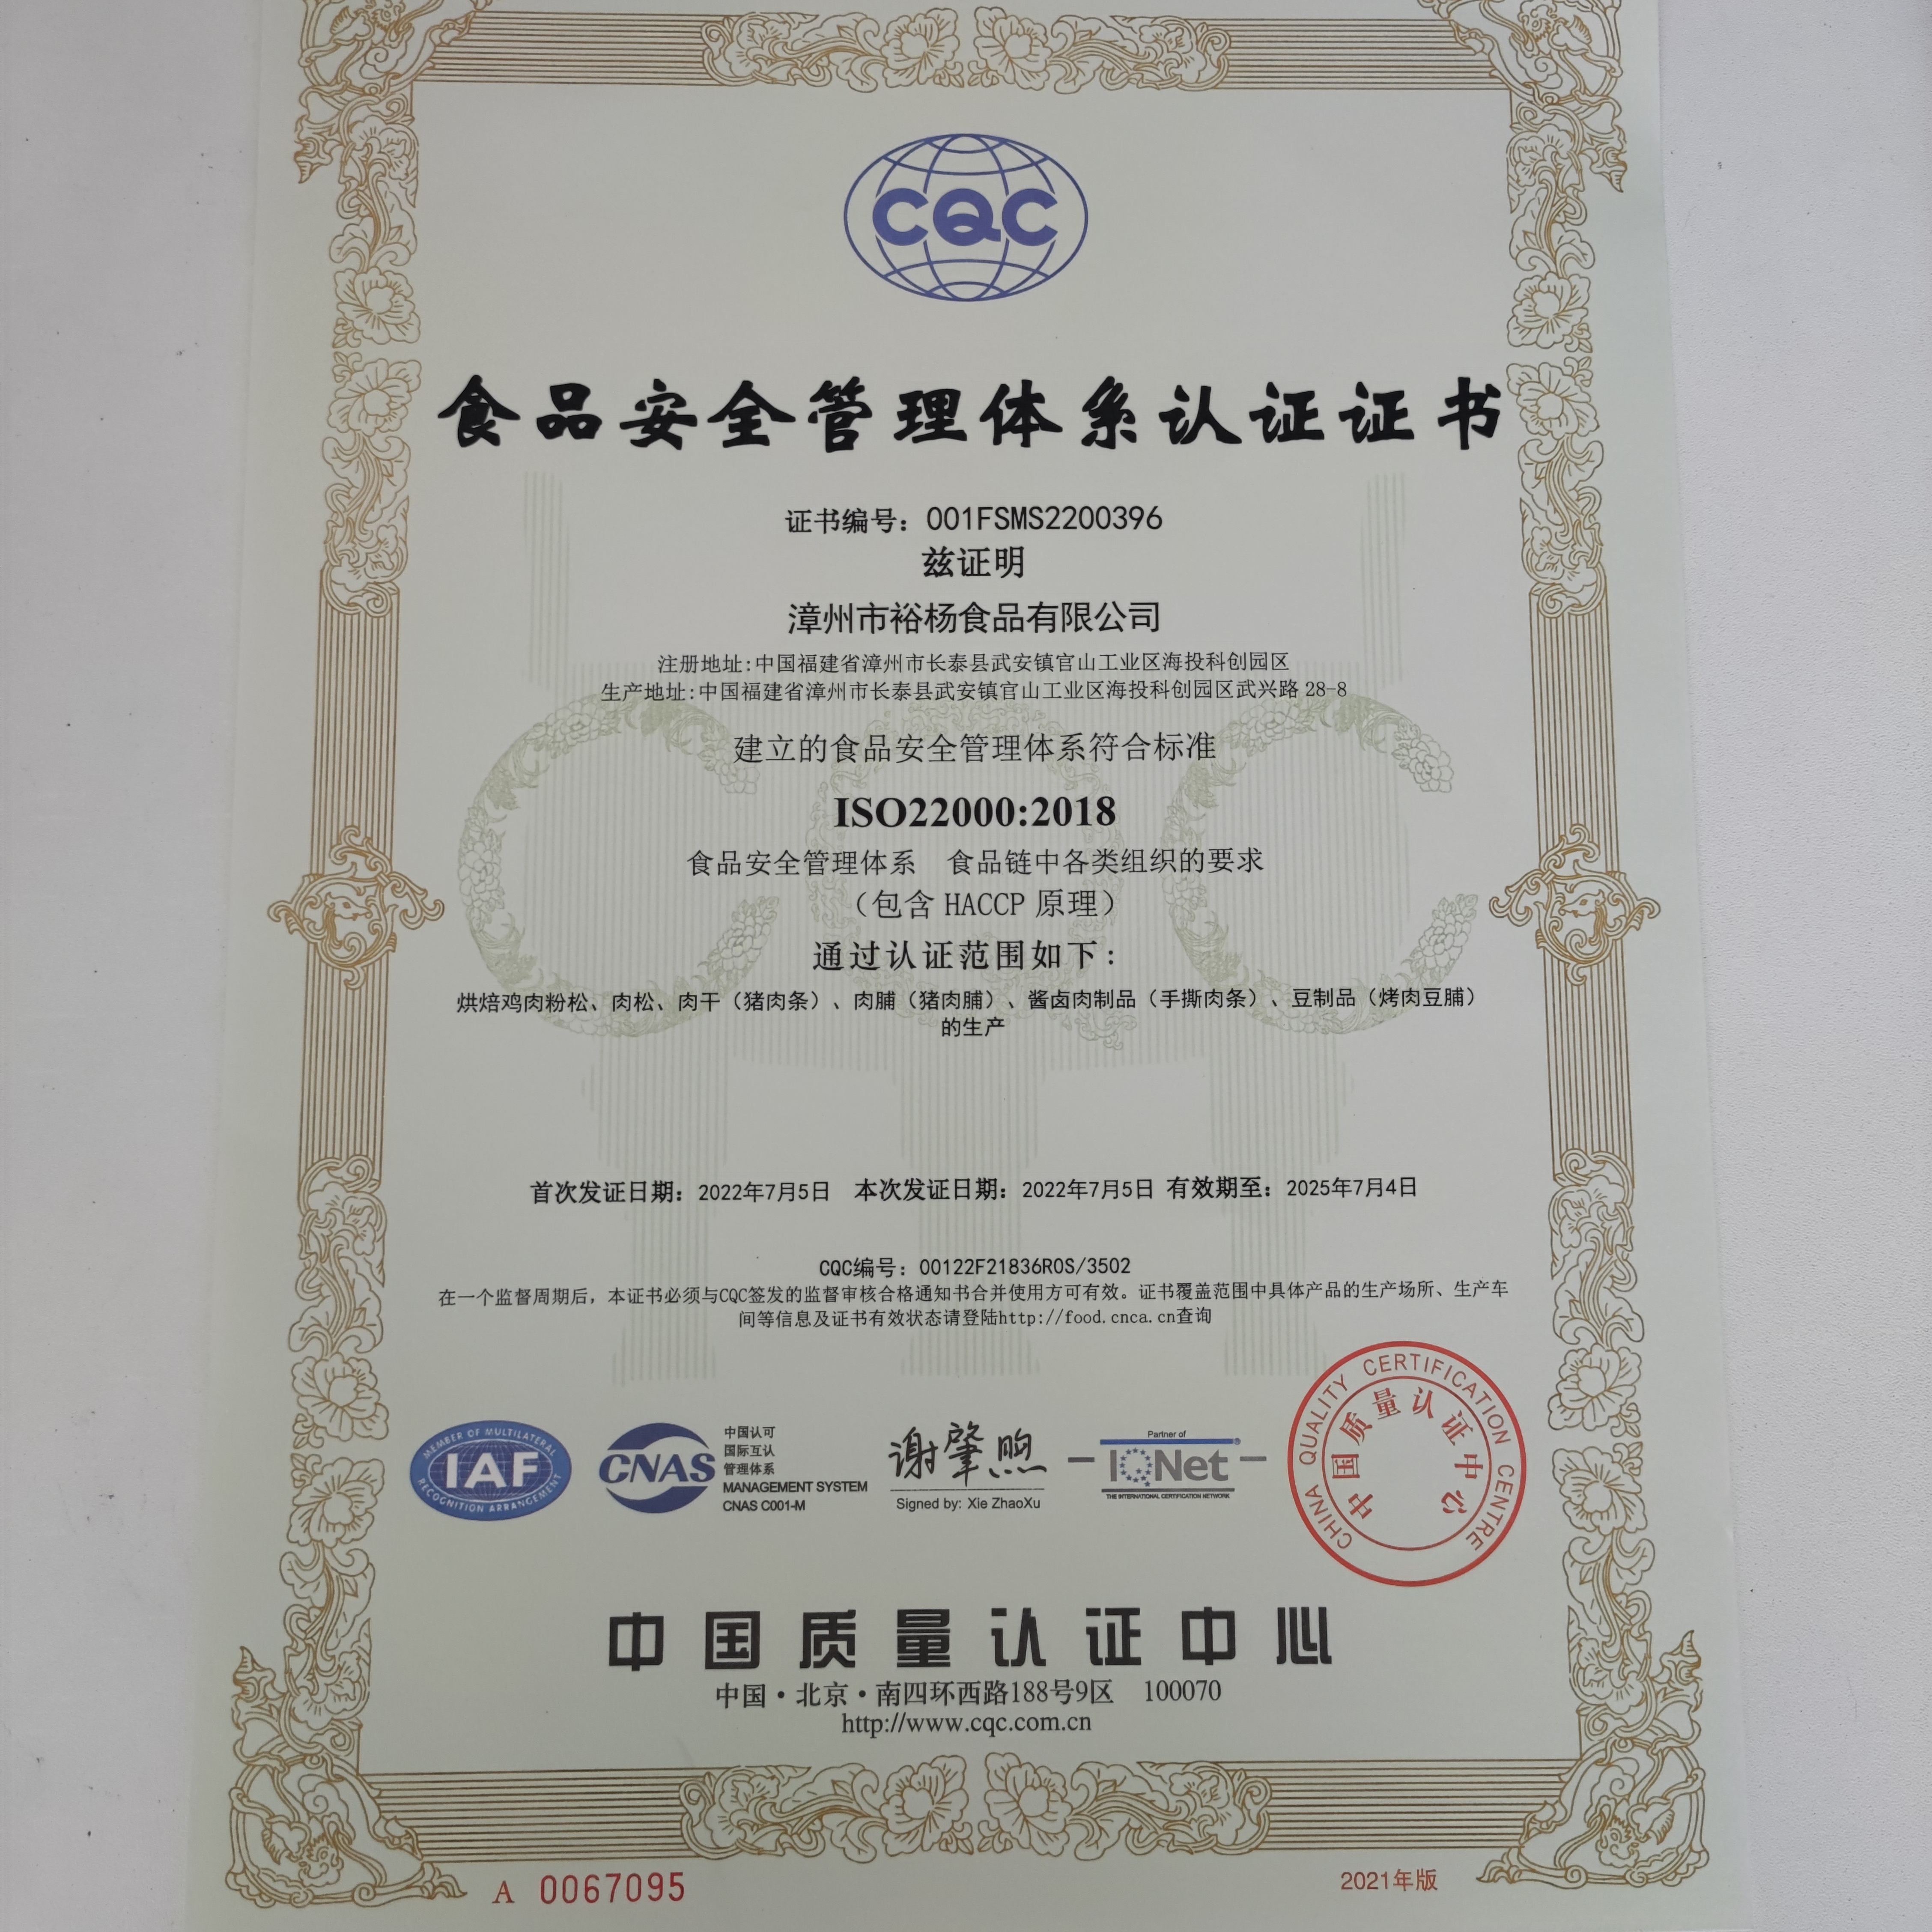 CQC
食品安全管理体系认证证书
证书编号：001FSMS2200396
兹证明
漳州市裕杨食品有限公司
注册地址:中国福建省漳州市长泰县武安镇官山工业区海投科创园区
生产地址:中国福建省漳州市长泰县武安镇官山工业区海投科创园区武兴路 28-8
建立的食品安全管理体系符合标准
ISO22000:2018
食品安全管理体系 食品链中各类组织的要求
（包含 HACCP 原理）
通过认证范围如下：
烘焙鸡肉粉松、肉松、肉干（猪肉条）、肉脯（猪肉脯）、酱卤肉制品（手撕肉条）、豆制品（烤肉豆脯）
的生产
首次发证日期：2022年7月5日 本次发证日期：2022年7月5日 有效期至：2025年7月4日
CQC编号：00122F21836R0S/3502
在一个监督周期后，本证书必须与CQC签发的监督审核合格通知书合并使用方可有效。证书覆盖范围中具体产品的生产场所、生产车
间等信息及证书有效状态请登陆http://food.cnca.cn查询
MEMBER OF MULTILATERAL
IAF
RECOGNITION ARRANGEMENT
CNAS
中国认可
国际互认
管理体系
MANAGEMENT SYSTEM
CNAS C001-M
谢肇煦
Signed by: Xie ZhaoXu
Partner of
IQNet
THE INTERNATIONAL CERTIFICATION NETWORK
CHINA QUALITY CERTIFICATION CENTRE
中国质量认证中心
中国质量认证中心
中国·北京·南四环西路188号9区 100070
http://www.cqc.com.cn
A 0067095
2021年版